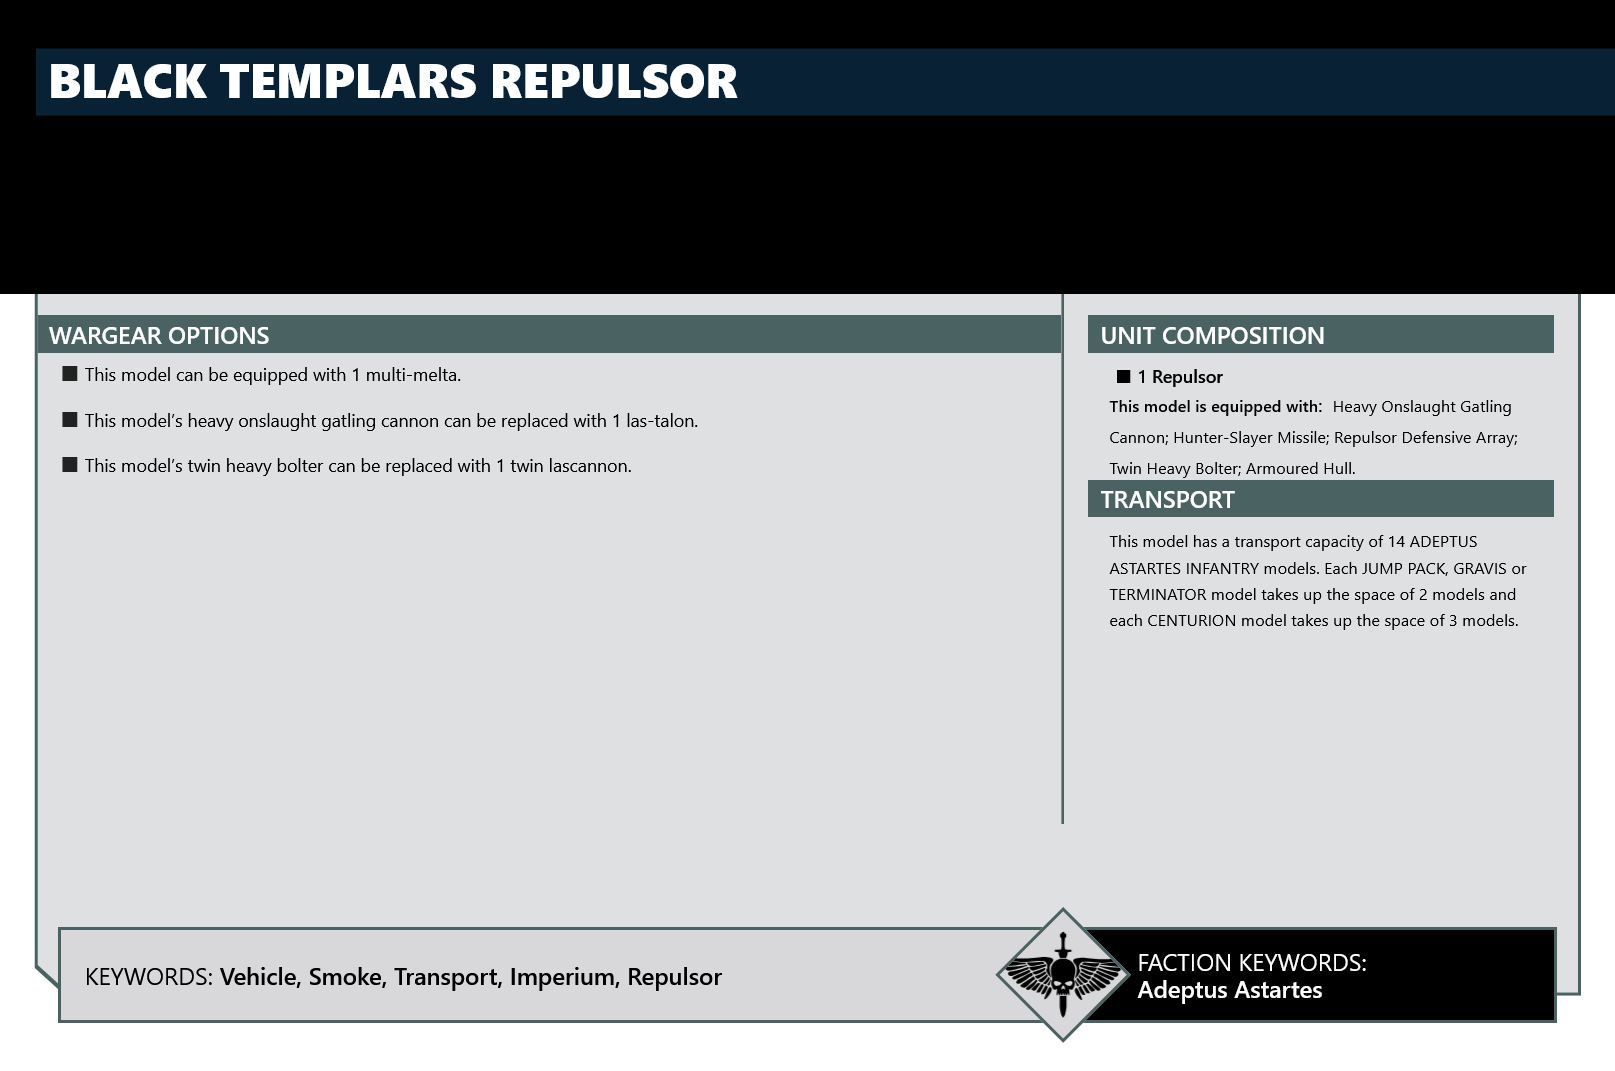 BLACK TEMPLARS REPULSOR
WARGEAR OPTIONS
■ This model can be equipped with 1 multi-melta.
■ This model’s heavy onslaught gatling cannon can be replaced with 1 las-talon.
■ This model’s twin heavy bolter can be replaced with 1 twin lascannon.
UNIT COMPOSITION
■ 1 Repulsor
This model is equipped with: Heavy Onslaught Gatling
Cannon; Hunter-Slayer Missile; Repulsor Defensive Array;
Twin Heavy Bolter; Armoured Hull.
TRANSPORT
This model has a transport capacity of 14 ADEPTUS
ASTARTES INFANTRY models. Each JUMP PACK, GRAVIS or
TERMINATOR model takes up the space of 2 models and
each CENTURION model takes up the space of 3 models.
KEYWORDS: Vehicle, Smoke, Transport, Imperium, Repulsor
FACTION KEYWORDS:
Adeptus Astartes